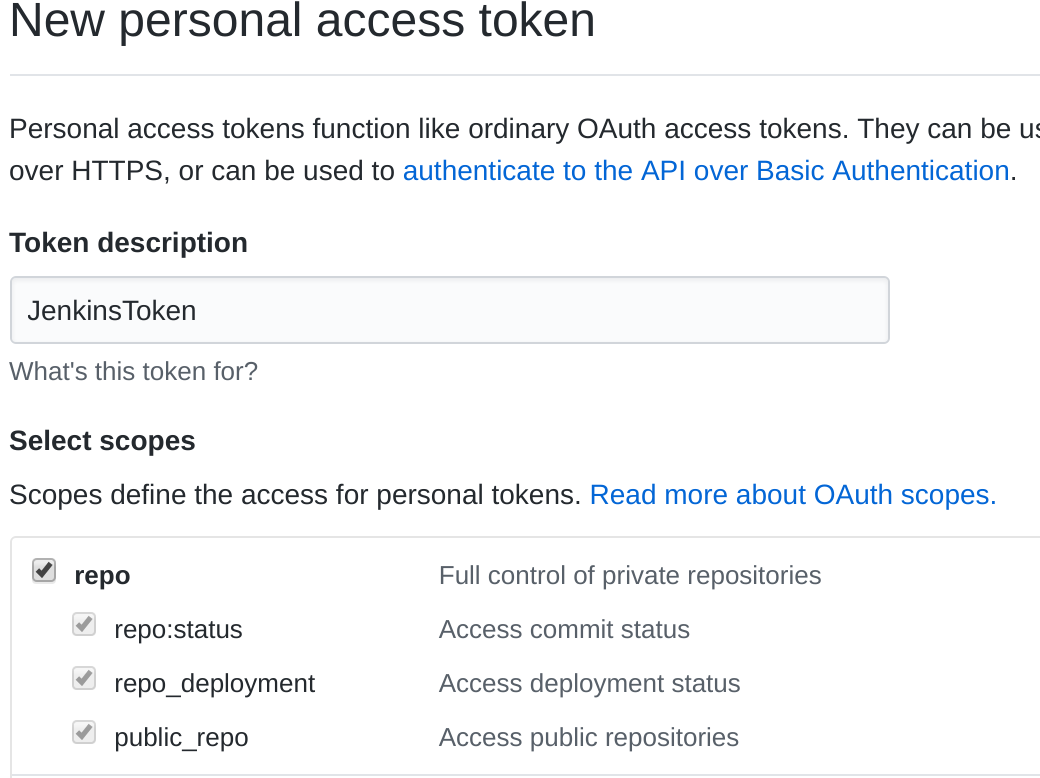 New personal access token
Personal access tokens function like ordinary OAuth access tokens. They can be
over HTTPS, or can be used to authenticate to the API over Basic Authentication.
Token description
JenkinsToken
What's this token for?
Select scopes
Scopes define the access for personal tokens. Read more about OAuth scopes.
repo Full control of private repositories
repo:status Access commit status
repo_deployment Access deployment status
public_repo Access public repositories